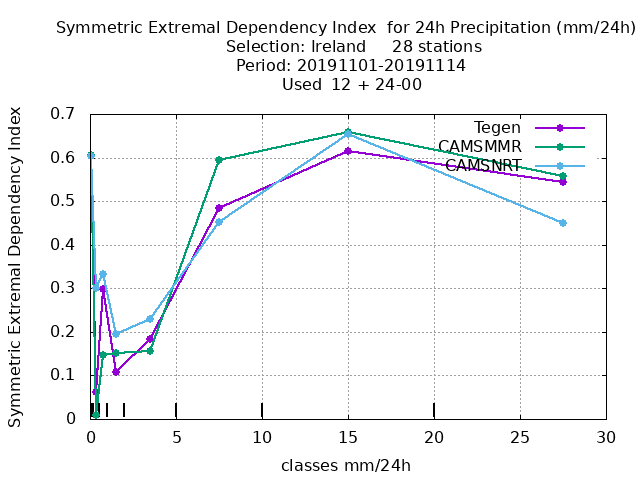 Symmetric Extremal Dependency Index  for 24h Precipitation (mm/24h)
Selection: Ireland     28 stations
Period: 20191101-20191114
Used  12 + 24-00
Symmetric Extremal Dependency Index
0.7
0.6
0.5
0.4
0.3
0.2
0.1
0
Tegen
CAMSMMR
CAMSNRT
0 5 10 15 20 25 30
classes mm/24h